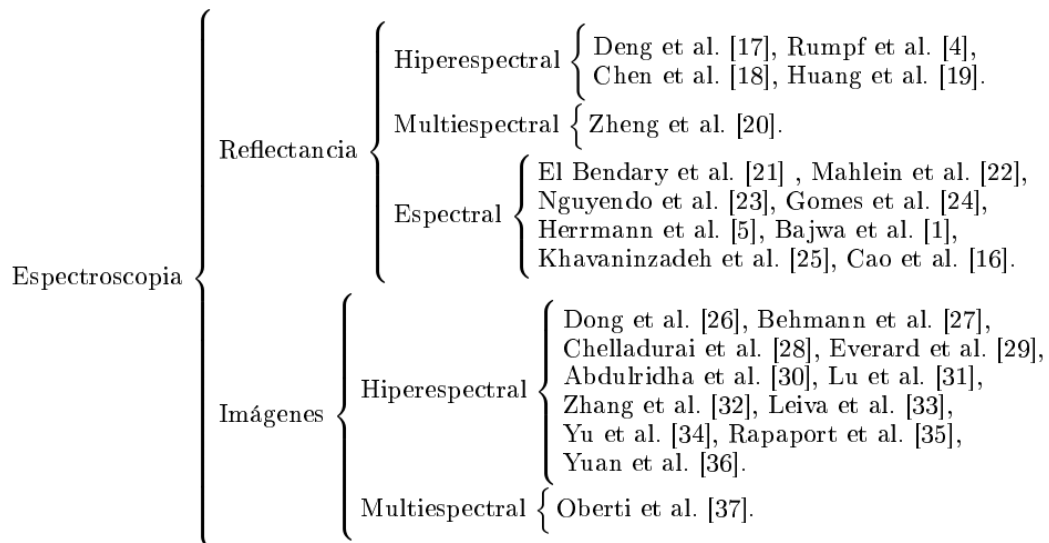 Espectroscopia
Reflectancia
Hiperespectral
Deng et al. [17], Rumpf et al. [4],
Chen et al. [18], Huang et al. [19].
Multiespectral
Zheng et al. [20].
Espectral
El Bendary et al. [21] , Mahlein et al. [22],
Nguyendo et al. [23], Gomes et al. [24],
Herrmann et al. [5], Bajwa et al. [1],
Khavaninzadeh et al. [25], Cao et al. [16].
Imágenes
Hiperespectral
Dong et al. [26], Behmann et al. [27],
Chelladurai et al. [28], Everard et al. [29],
Abdulridha et al. [30], Lu et al. [31],
Zhang et al. [32], Leiva et al. [33],
Yu et al. [34], Rapaport et al. [35],
Yuan et al. [36].
Multiespectral
Oberti et al. [37].